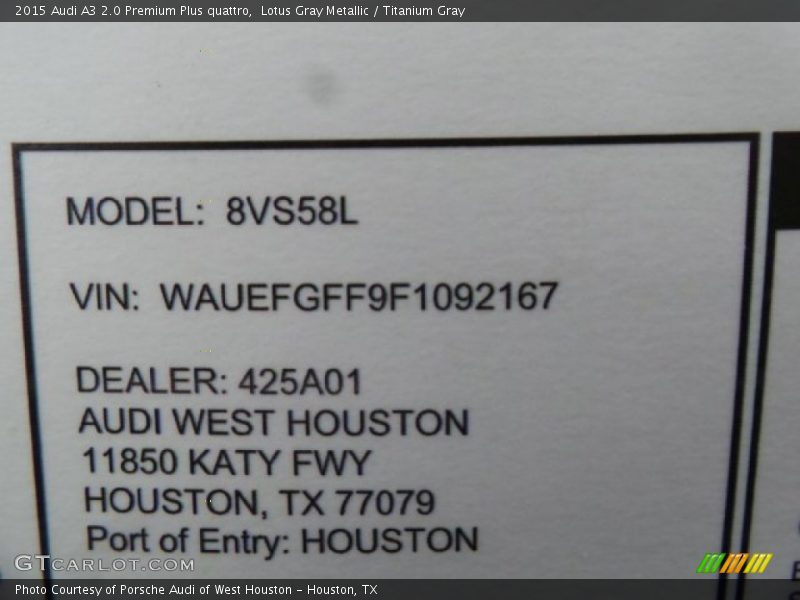 2015 Audi A3 2.0 Premium Plus quattro,  Lotus Gray Metallic / Titanium Gray
MODEL: 8VS58L
VIN: WAUEFGFF9F1092167
DEALER: 425A01
AUDI WEST HOUSTON
11850 KATY FWY
HOUSTON, TX 77079
Port of Entry: HOUSTON
GTcarlot.com
Photo Courtesy of Porsche Audi of West Houston - Houston, TX